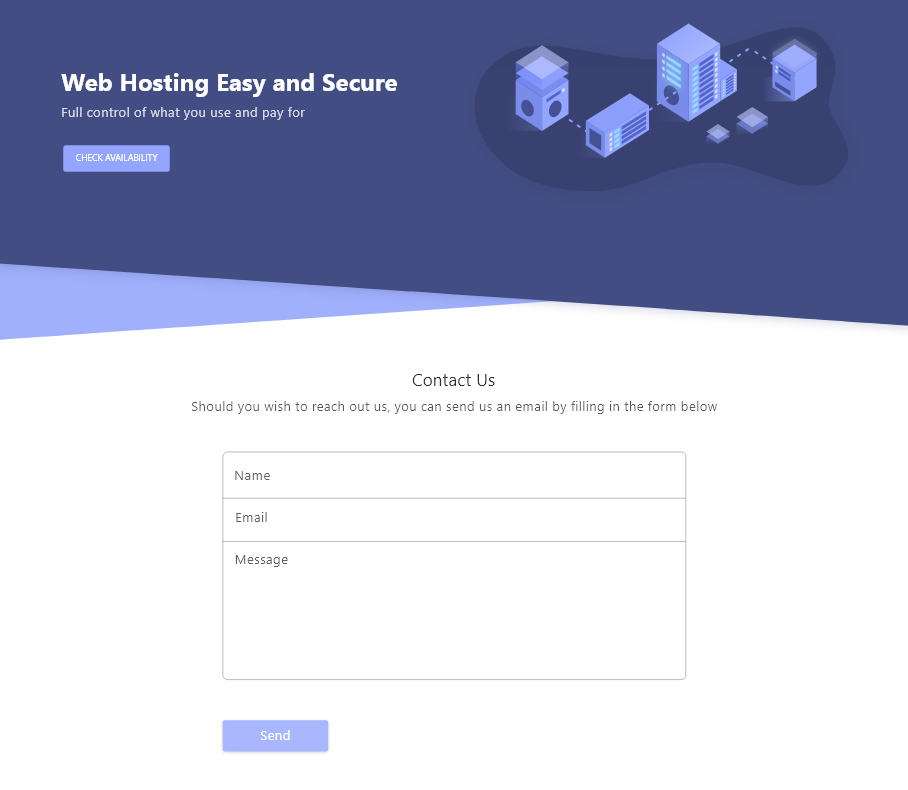 Web Hosting Easy and Secure
Full control of what you use and pay for
CHECK AVAILABILITY
Contact Us
Should you wish to reach out us, you can send us an email by filling in the form below
Name
Email
Message
Send